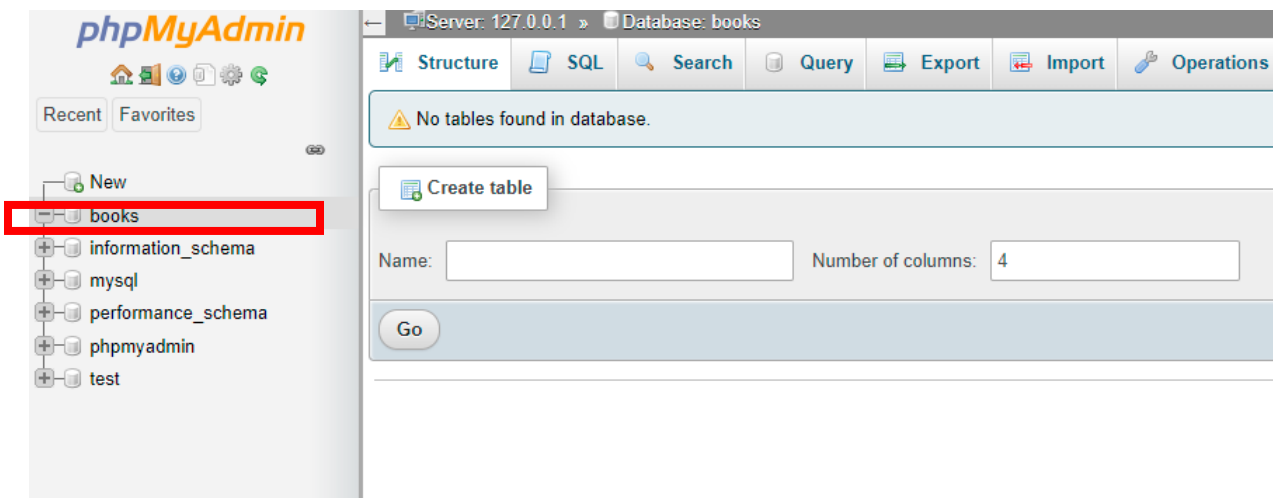 phpMyAdmin
Recent Favorites
New
books
information_schema
mysql
performance_schema
phpmyadmin
test
Server: 127.0.0.1 » Database: books
Structure SQL Search Query Export Import Operations
No tables found in database.
Create table
Name: Number of columns: 4
Go